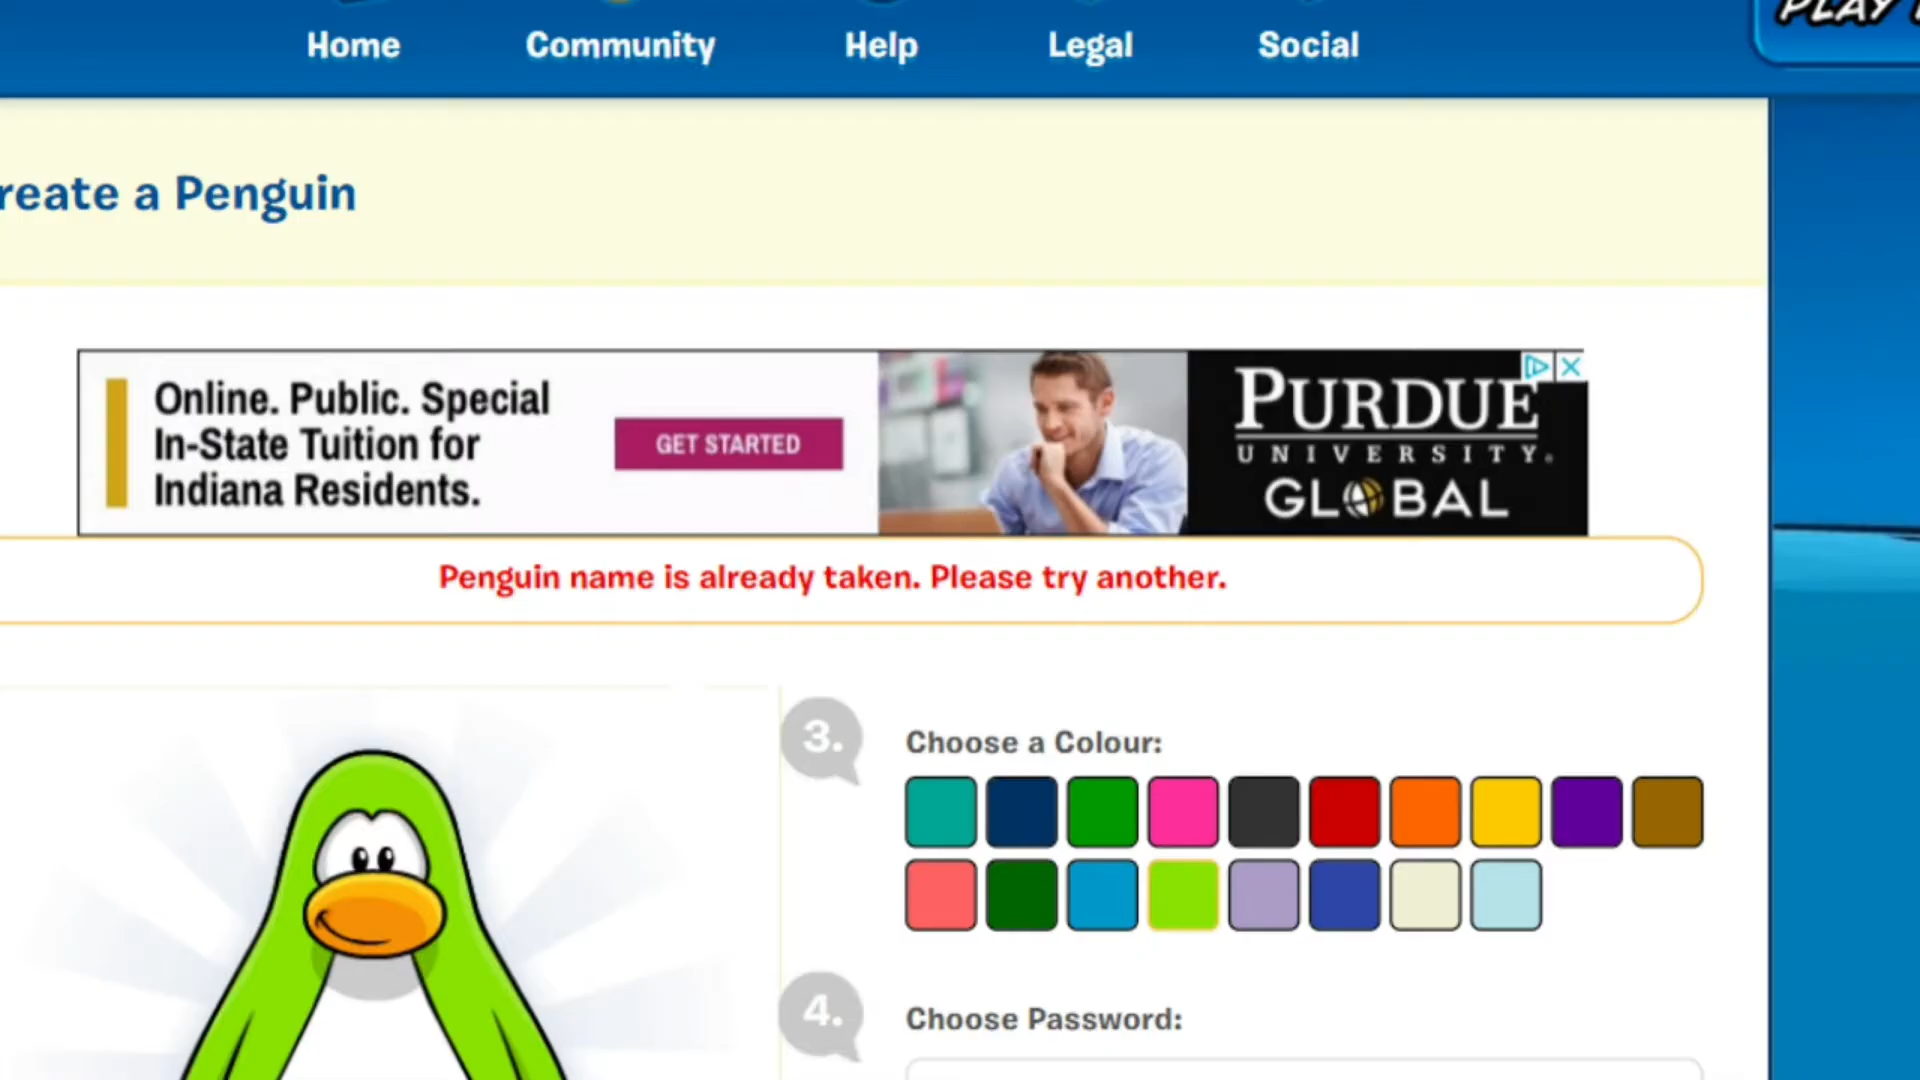 PLAY
Home Community Help Legal Social
reate a Penguin
Online. Public. Special
In-State Tuition for
Indiana Residents.
GET STARTED
PURDUE
UNIVERSITY®
GLOBAL
Penguin name is already taken. Please try another.
3. Choose a Colour:
4. Choose Password: